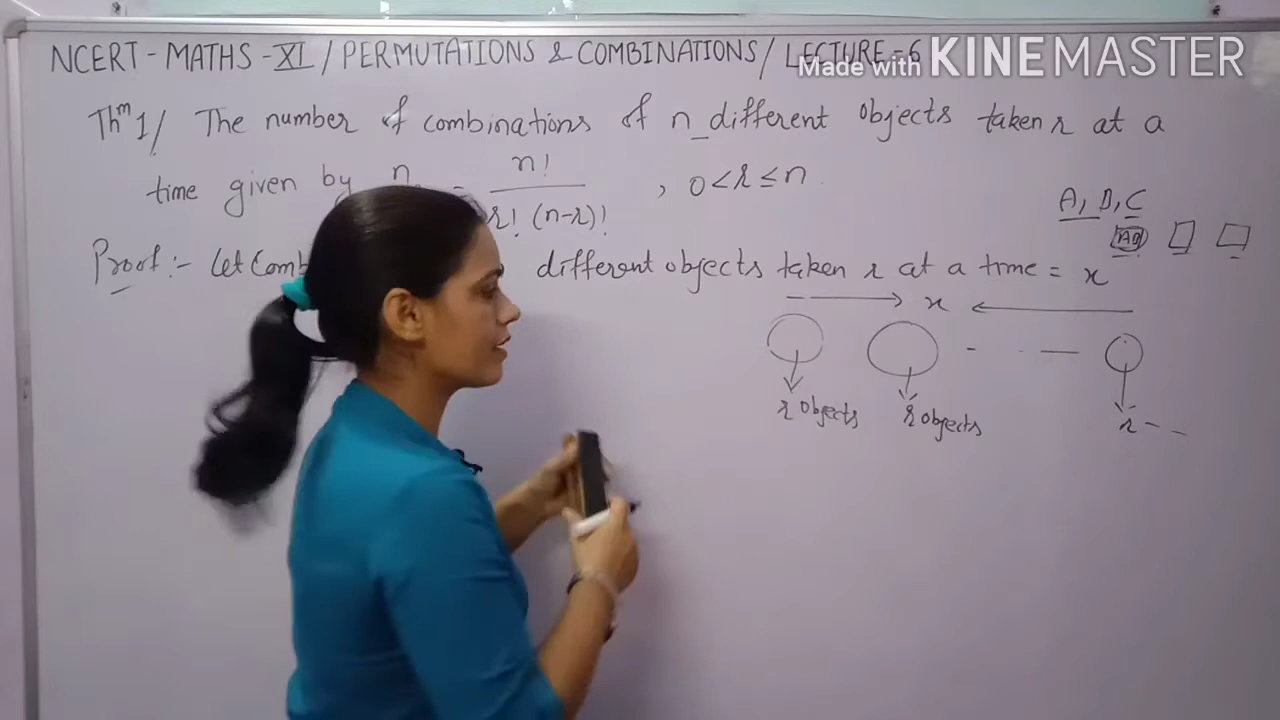 NCERT - MATHS - XI / PERMUTATIONS & COMBINATIONS / LECTURE - 6
Made with KINEMASTER
Thm 1/ The number of combinations of n different objects taken r at a
time given by n = n! / r! (n-r)! , 0 < r ≤ n
A, B, C
AB
Proof :- Let Comb different objects taken r at a time = x
x
r objects r objects r - -